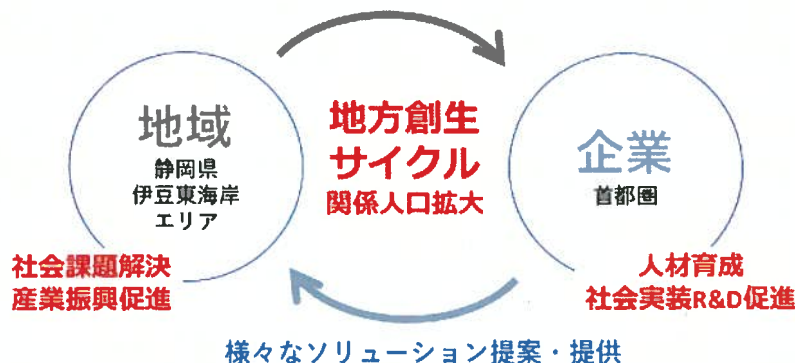 地域
静岡県
伊豆東海岸
エリア
社会課題解決
産業振興促進
地方創生
サイクル
関係人口拡大
企業
首都圏
人材育成
社会実装R&D促進
様々なソリューション提案・提供